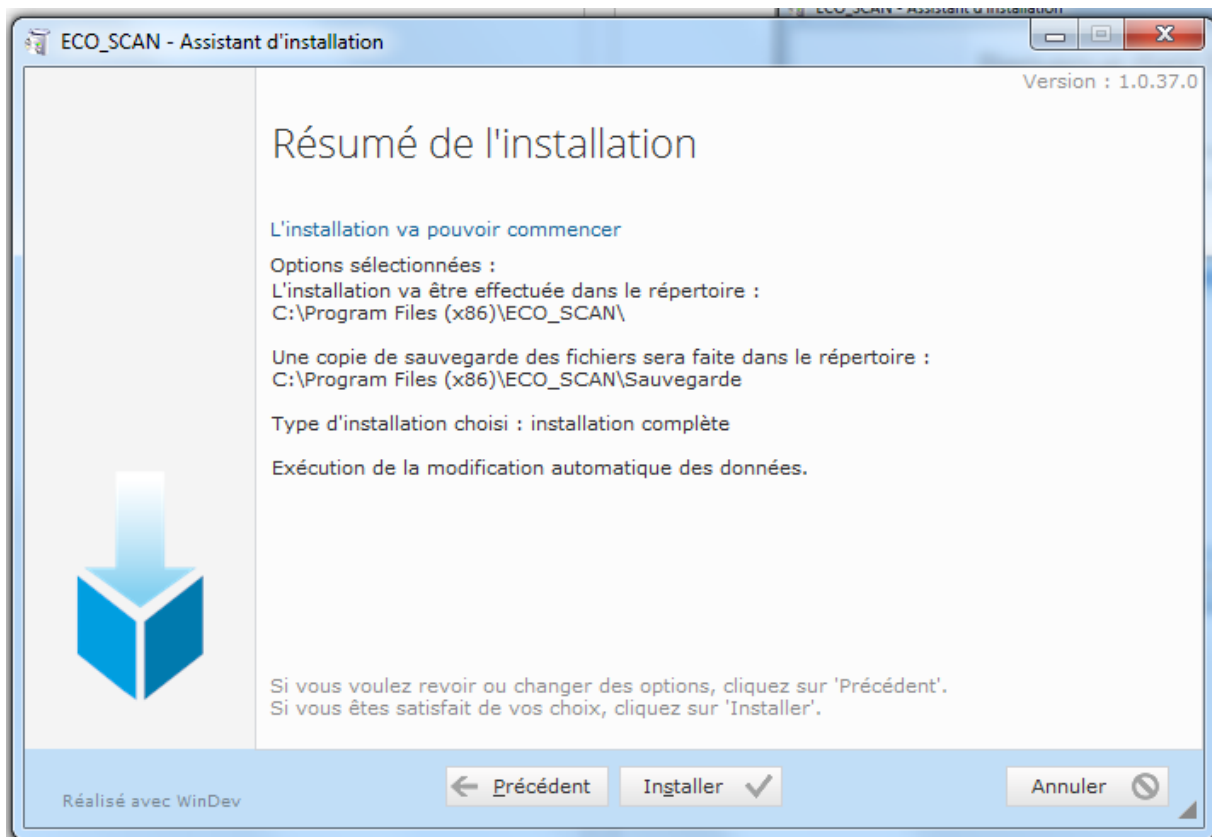 ECO_SCAN - Assistant d'installation
ECO_SCAN - Assistant d'installation
Version : 1.0.37.0
Résumé de l'installation
L'installation va pouvoir commencer
Options sélectionnées :
L'installation va être effectuée dans le répertoire :
C:\Program Files (x86)\ECO_SCAN\
Une copie de sauvegarde des fichiers sera faite dans le répertoire :
C:\Program Files (x86)\ECO_SCAN\Sauvegarde
Type d'installation choisi : installation complète
Exécution de la modification automatique des données.
Si vous voulez revoir ou changer des options, cliquez sur 'Précédent'.
Si vous êtes satisfait de vos choix, cliquez sur 'Installer'.
Réalisé avec WinDev
Précédent
Installer
Annuler